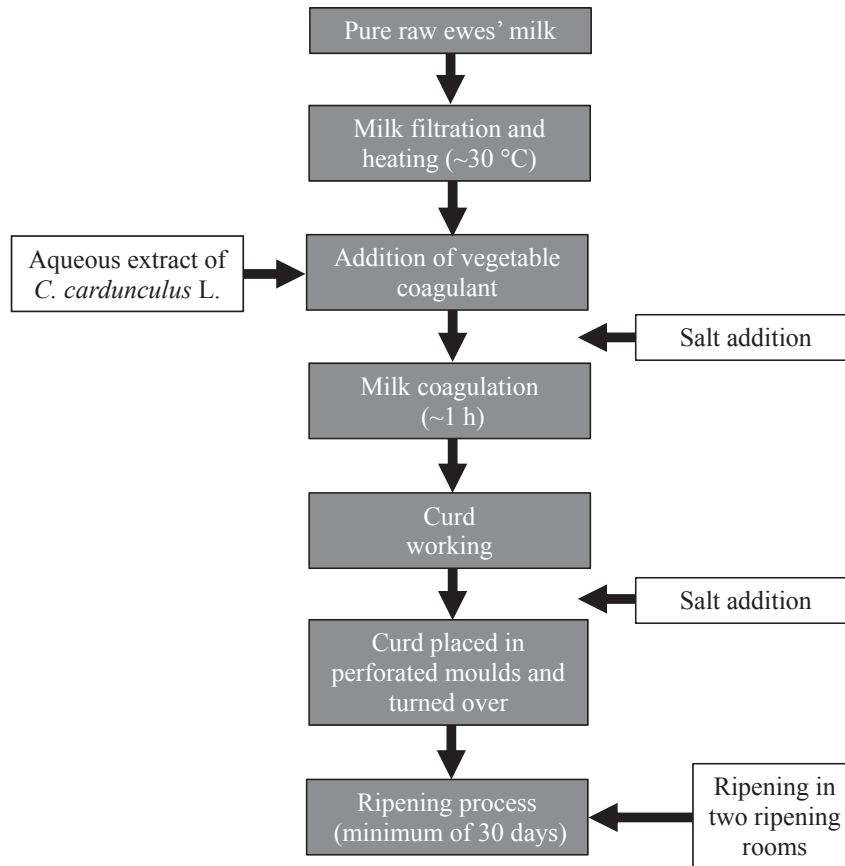 Pure raw ewes’ milk
Milk filtration and
heating (~30 °C)
Aqueous extract of
C. cardunculus L.
Addition of vegetable
coagulant
Salt addition
Milk coagulation
(~1 h)
Curd
working
Salt addition
Curd placed in
perforated moulds and
turned over
Ripening process
(minimum of 30 days)
Ripening in
two ripening
rooms